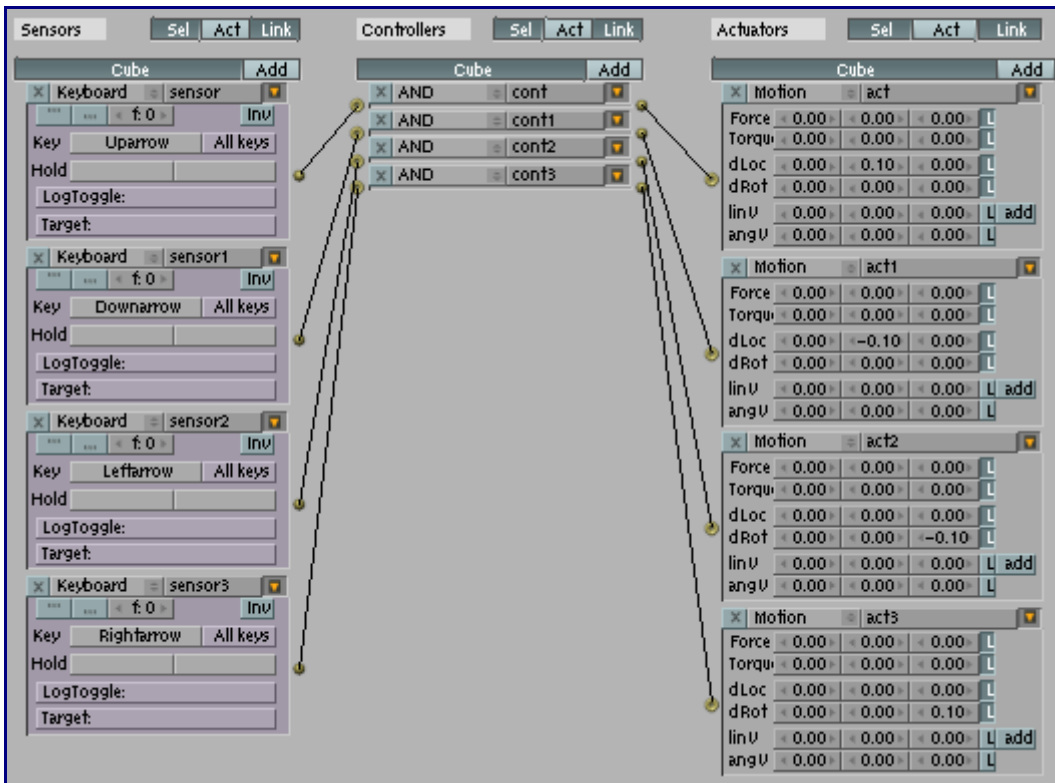 Sensors Sel Act Link
Cube Add
X Keyboard sensor
f: 0 Inv
Key Uparrow All keys
Hold
LogToggle:
Target:
X Keyboard sensor1
f: 0 Inv
Key Downarrow All keys
Hold
LogToggle:
Target:
X Keyboard sensor2
f: 0 Inv
Key Leftarrow All keys
Hold
LogToggle:
Target:
X Keyboard sensor3
f: 0 Inv
Key Rightarrow All keys
Hold
LogToggle:
Target:
Controllers Sel Act Link
Cube Add
X AND cont
X AND cont1
X AND cont2
X AND cont3
Actuators Sel Act Link
Cube Add
X Motion act
Force 0.00 0.00 0.00 L
Torqu 0.00 0.00 0.00 L
dLoc 0.00 0.10 0.00 L
dRot 0.00 0.00 0.00 L
linV 0.00 0.00 0.00 L add
angV 0.00 0.00 0.00 L
X Motion act1
Force 0.00 0.00 0.00 L
Torqu 0.00 0.00 0.00 L
dLoc 0.00 -0.10 0.00 L
dRot 0.00 0.00 0.00 L
linV 0.00 0.00 0.00 L add
angV 0.00 0.00 0.00 L
X Motion act2
Force 0.00 0.00 0.00 L
Torqu 0.00 0.00 0.00 L
dLoc 0.00 0.00 0.00 L
dRot 0.00 0.00 -0.10 L
linV 0.00 0.00 0.00 L add
angV 0.00 0.00 0.00 L
X Motion act3
Force 0.00 0.00 0.00 L
Torqu 0.00 0.00 0.00 L
dLoc 0.00 0.00 0.00 L
dRot 0.00 0.00 0.10 L
linV 0.00 0.00 0.00 L add
angV 0.00 0.00 0.00 L